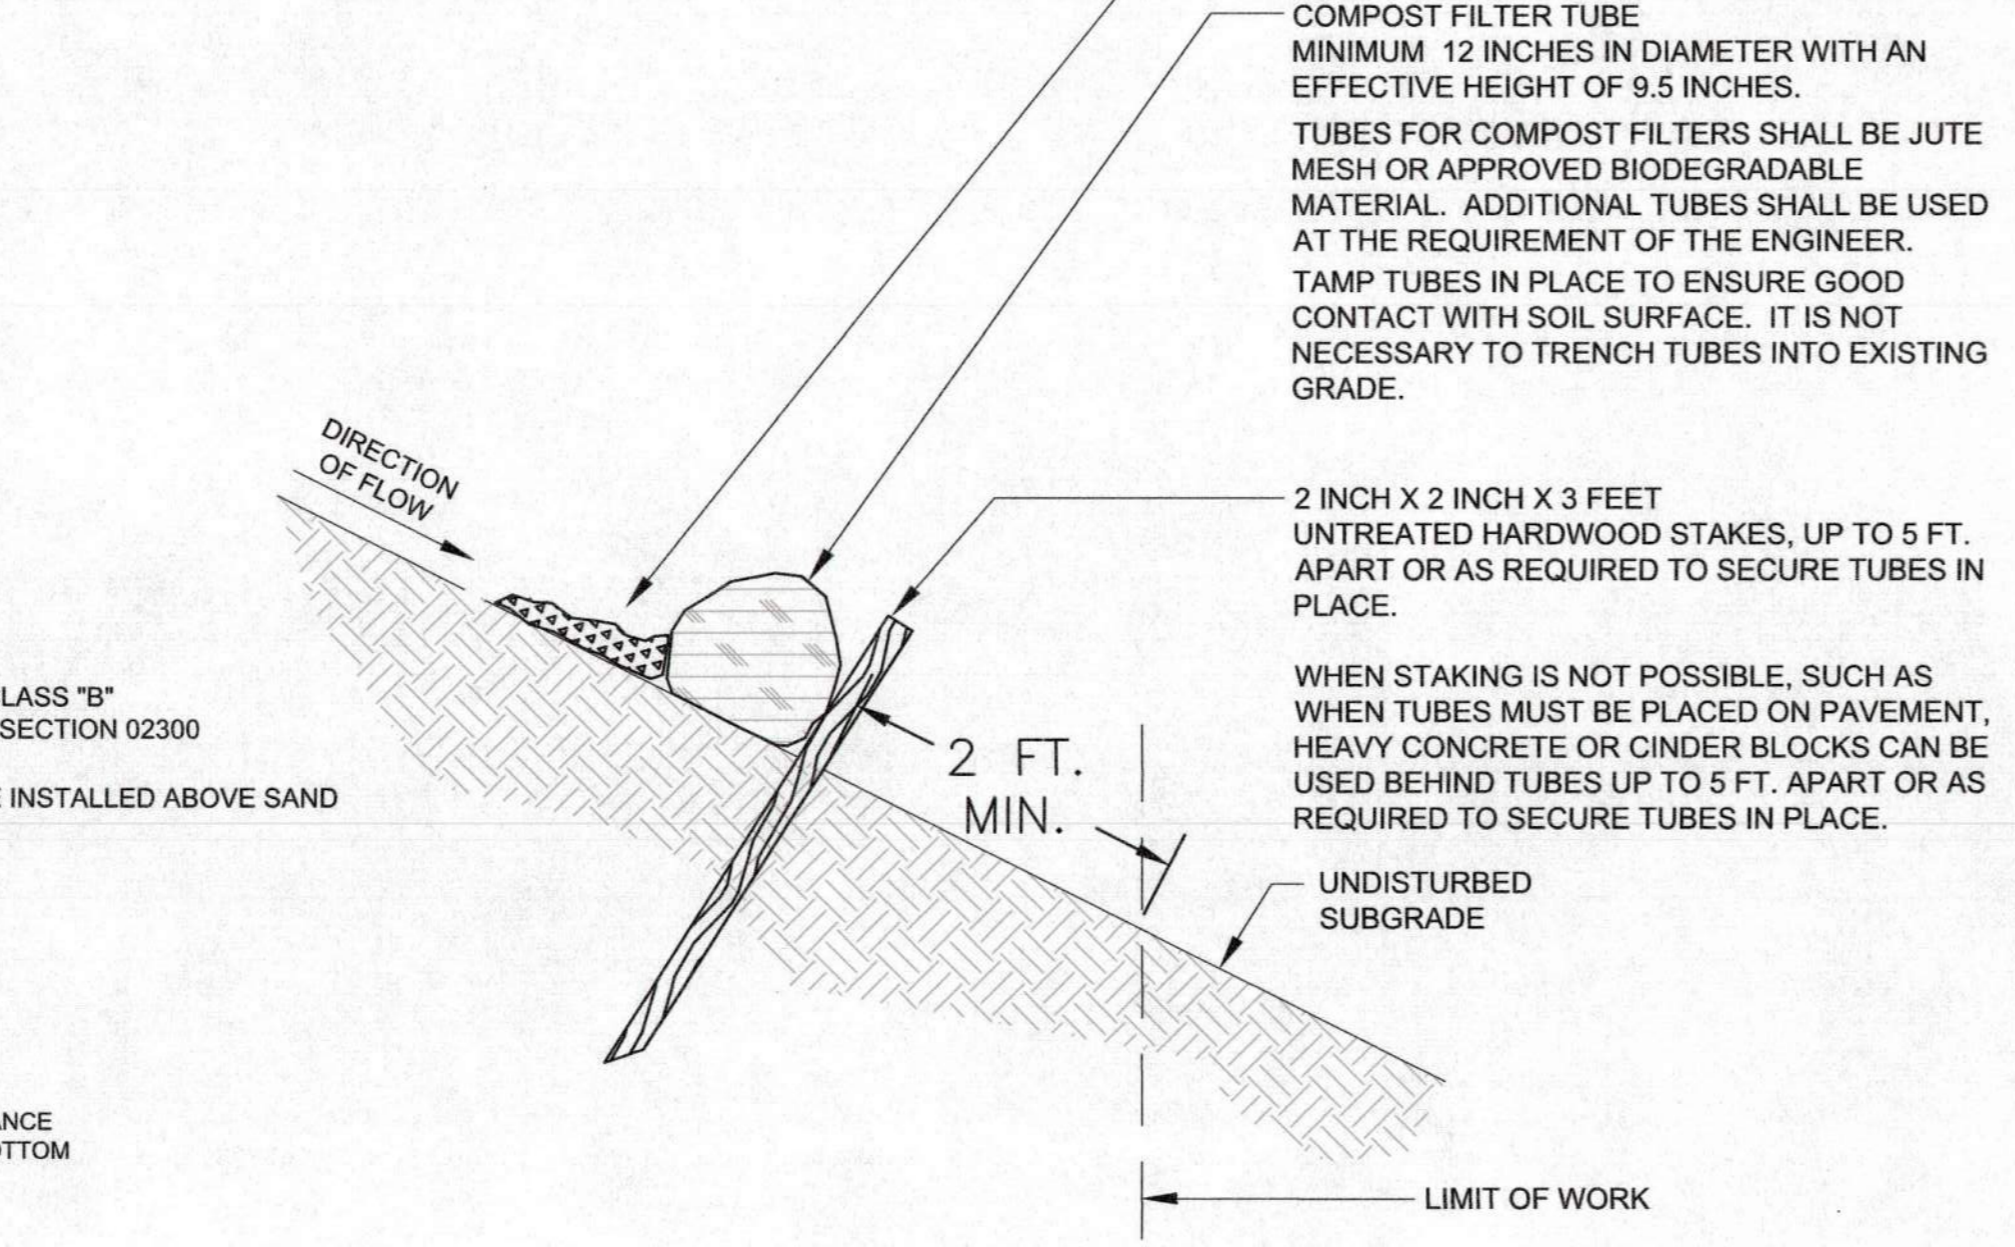 COMPOST FILTER TUBE
MINIMUM 12 INCHES IN DIAMETER WITH AN
EFFECTIVE HEIGHT OF 9.5 INCHES.
TUBES FOR COMPOST FILTERS SHALL BE JUTE
MESH OR APPROVED BIODEGRADABLE
MATERIAL. ADDITIONAL TUBES SHALL BE USED
AT THE REQUIREMENT OF THE ENGINEER.
TAMP TUBES IN PLACE TO ENSURE GOOD
CONTACT WITH SOIL SURFACE. IT IS NOT
NECESSARY TO TRENCH TUBES INTO EXISTING
GRADE.
DIRECTION
OF FLOW
2 INCH X 2 INCH X 3 FEET
UNTREATED HARDWOOD STAKES, UP TO 5 FT.
APART OR AS REQUIRED TO SECURE TUBES IN
PLACE.
WHEN STAKING IS NOT POSSIBLE, SUCH AS
WHEN TUBES MUST BE PLACED ON PAVEMENT,
HEAVY CONCRETE OR CINDER BLOCKS CAN BE
USED BEHIND TUBES UP TO 5 FT. APART OR AS
REQUIRED TO SECURE TUBES IN PLACE.
LASS "B"
SECTION 02300
E INSTALLED ABOVE SAND
2 FT.
MIN.
UNDISTURBED
SUBGRADE
ANCE
OTTOM
LIMIT OF WORK